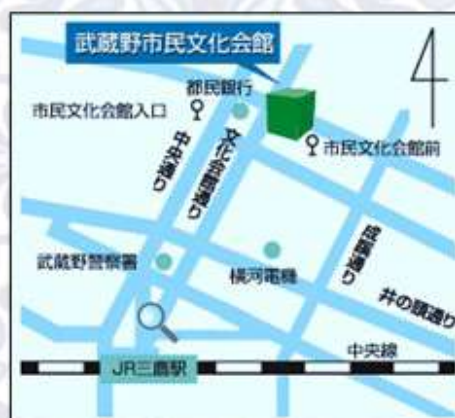 武蔵野市民文化会館
都民銀行
市民文化会館入口
市民文化会館前
中央通り
文化会館通り
成蹊通り
武蔵野警察署
横河電機
井の頭通り
中央線
JR三鷹駅